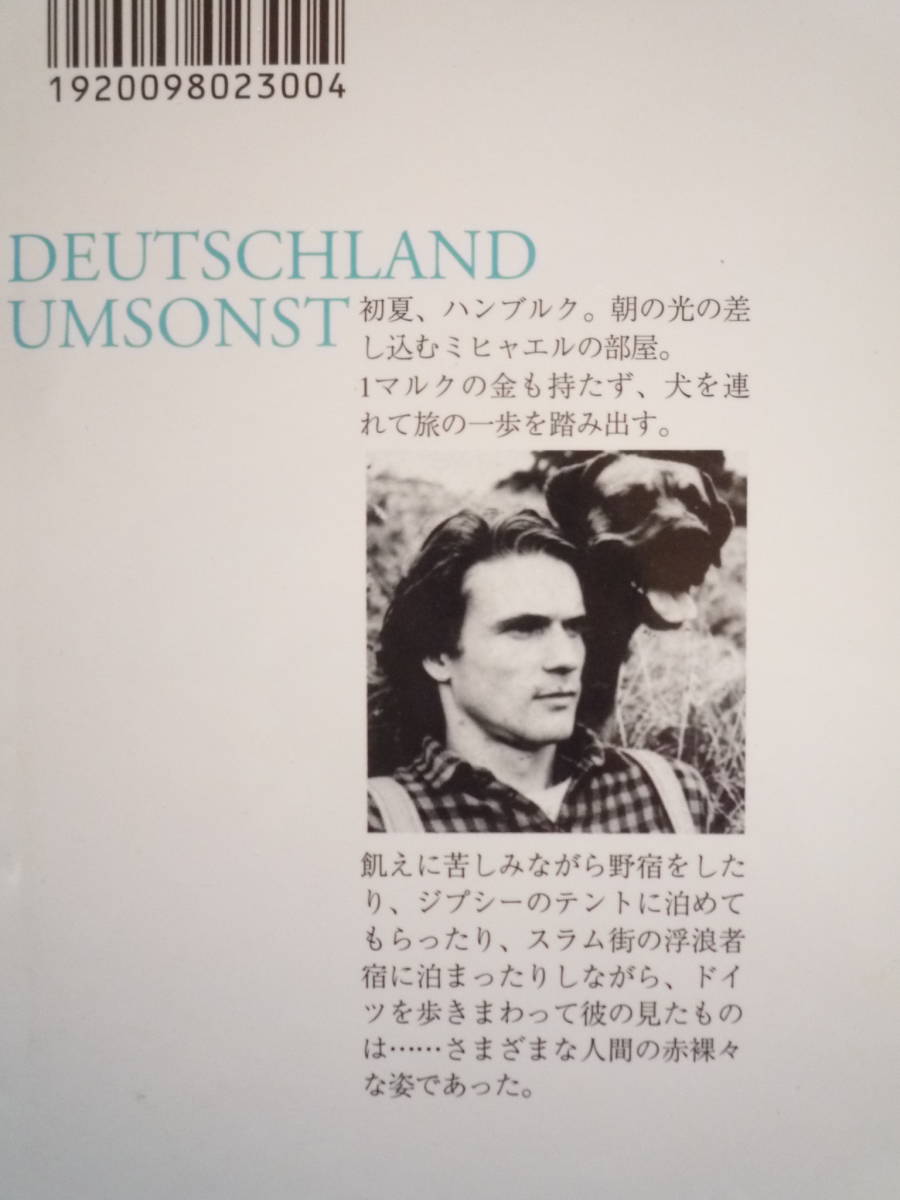 1920098023004
DEUTSCHLAND
UMSONST
初夏、ハンブルク。朝の光の差
し込むミヒャエルの部屋。
1マルクの金も持たず、犬を連
れて旅の一歩を踏み出す。
飢えに苦しみながら野宿をした
り、ジプシーのテントに泊めて
もらったり、スラム街の浮浪者
宿に泊まったりしながら、ドイ
ツを歩きまわって彼の見たもの
は……さまざまな人間の赤裸々
な姿であった。